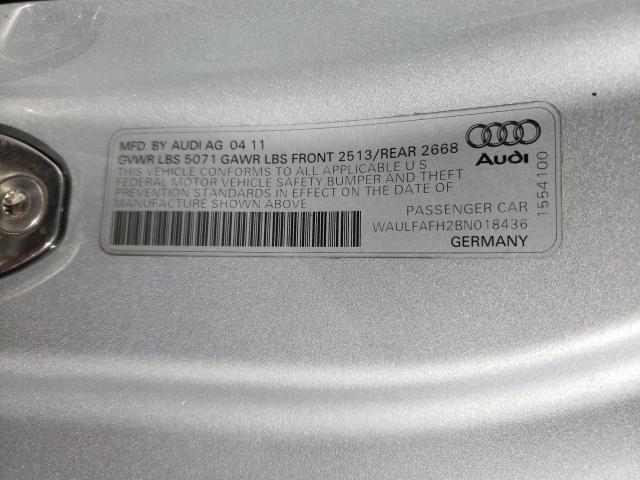 MFD. BY AUDI AG 04 11
GVWR LBS 5071 GAWR LBS FRONT 2513/REAR 2668
THIS VEHICLE CONFORMS TO ALL APPLICABLE U S
FEDERAL MOTOR VEHICLE SAFETY BUMPER AND THEFT
PREVENTION STANDARDS IN EFFECT ON THE DATE OF
MANUFACTURE SHOWN ABOVE
Audi
PASSENGER CAR
WAULFAFH2BN018436
GERMANY
1554100